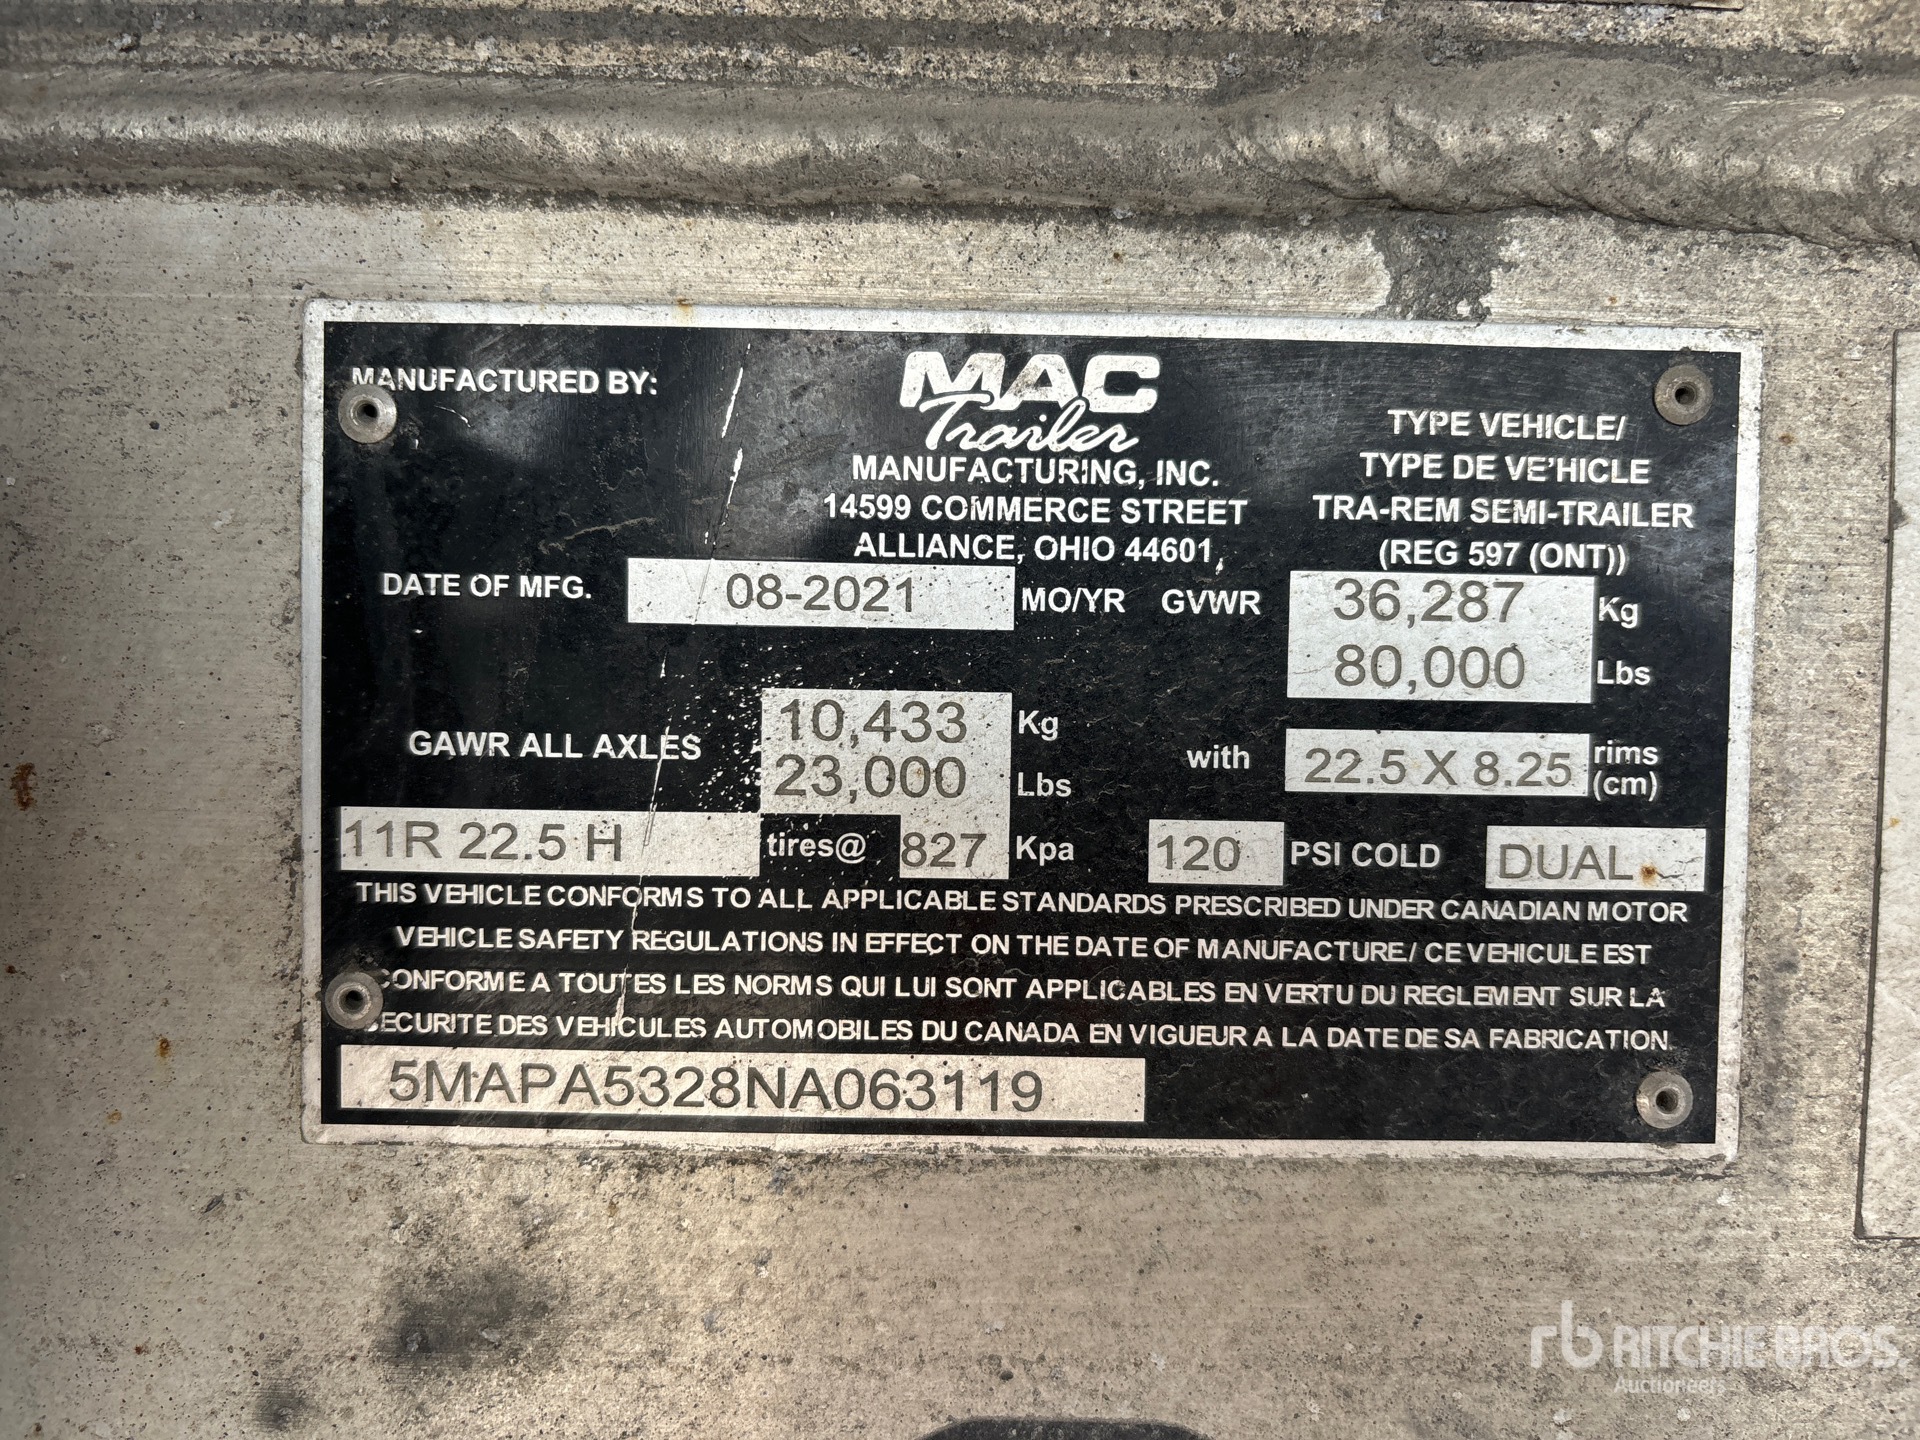 MANUFACTURED BY:
MAC
Trailer
MANUFACTURING, INC.
14599 COMMERCE STREET
ALLIANCE, OHIO 44601,
TYPE VEHICLE/
TYPE DE VE'HICLE
TRA-REM SEMI-TRAILER
(REG 597 (ONT))
DATE OF MFG. 08-2021 MO/YR GVWR 36,287 Kg
80,000 Lbs
GAWR ALL AXLES 10,433 Kg
23,000 Lbs
with 22.5 X 8.25 rims
(cm)
11R 22.5 H tires@ 827 Kpa 120 PSI COLD DUAL
THIS VEHICLE CONFORMS TO ALL APPLICABLE STANDARDS PRESCRIBED UNDER CANADIAN MOTOR
VEHICLE SAFETY REGULATIONS IN EFFECT ON THE DATE OF MANUFACTURE/ CE VEHICULE EST
CONFORME A TOUTES LES NORMS QUI LUI SONT APPLICABLES EN VERTU DU REGLEMENT SUR LA
SECURITE DES VEHICULES AUTOMOBILES DU CANADA EN VIGUEUR A LA DATE DE SA FABRICATION.
5MAPA5328NA063119
rb RITCHIE BROS.
Auctioneers